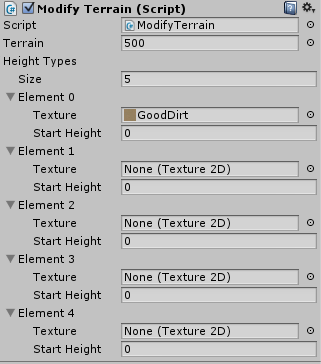 Modify Terrain (Script)
Script ModifyTerrain
Terrain 500
Height Types
Size 5
Element 0
Texture GoodDirt
Start Height 0
Element 1
Texture None (Texture 2D)
Start Height 0
Element 2
Texture None (Texture 2D)
Start Height 0
Element 3
Texture None (Texture 2D)
Start Height 0
Element 4
Texture None (Texture 2D)
Start Height 0